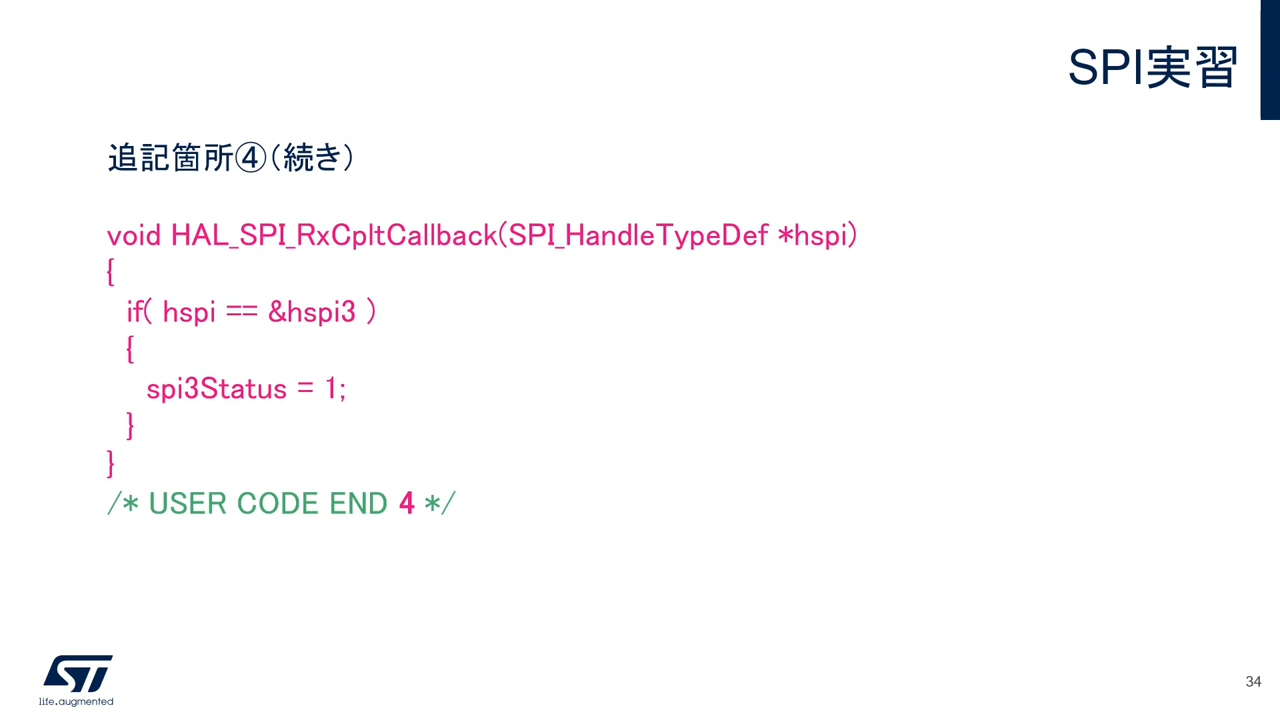 SPI実習
追記箇所④(続き)
void HAL_SPI_RxCpltCallback(SPI_HandleTypeDef *hspi)
{
if( hspi == &hspi3 )
{
spi3Status = 1;
}
}
/* USER CODE END 4 */
ST
life.augmented
34